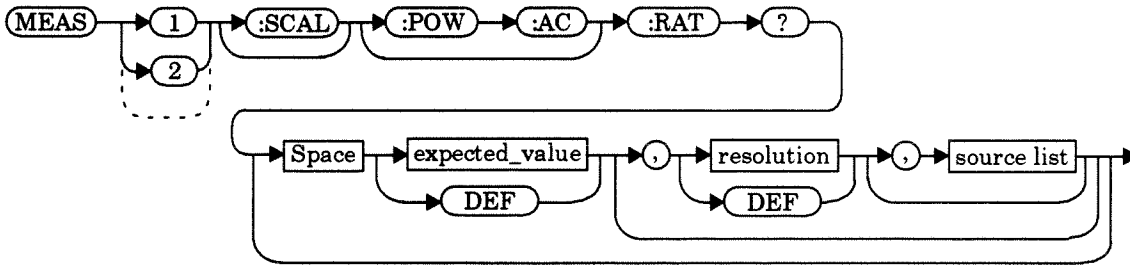 MEAS 1 :SCAL :POW :AC :RAT ?
2
Space expected_value , resolution , source list
DEF DEF